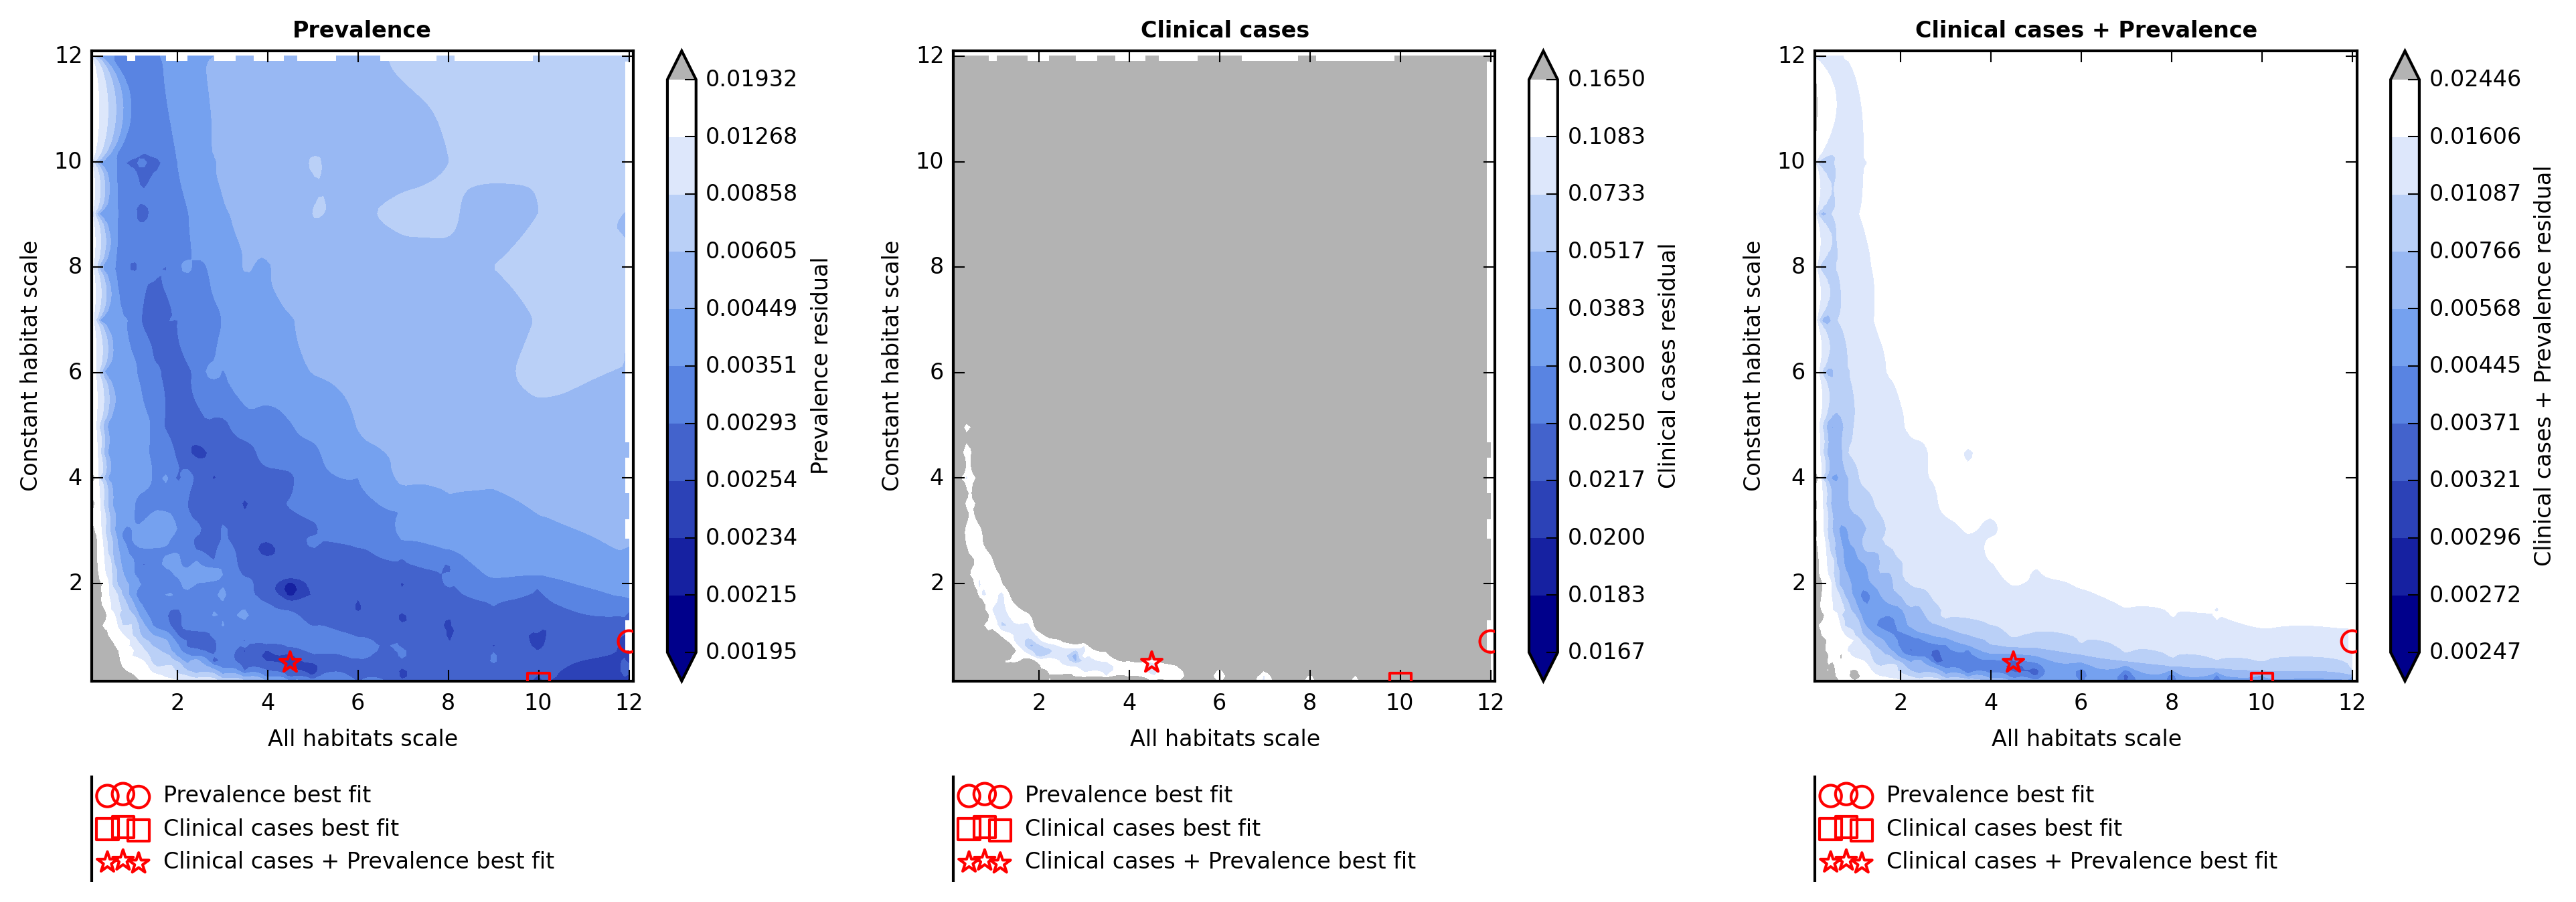 Prevalence
Constant habitat scale
12
10
8
6
4
2
2 4 6 8 10 12
All habitats scale
0.01932
0.01268
0.00858
0.00605
0.00449
0.00351
0.00293
0.00254
0.00234
0.00215
0.00195
Prevalence residual
Prevalence best fit
Clinical cases best fit
Clinical cases + Prevalence best fit
Clinical cases
Constant habitat scale
12
10
8
6
4
2
2 4 6 8 10 12
All habitats scale
0.1650
0.1083
0.0733
0.0517
0.0383
0.0300
0.0250
0.0217
0.0200
0.0183
0.0167
Clinical cases residual
Prevalence best fit
Clinical cases best fit
Clinical cases + Prevalence best fit
Clinical cases + Prevalence
Constant habitat scale
12
10
8
6
4
2
2 4 6 8 10 12
All habitats scale
0.02446
0.01606
0.01087
0.00766
0.00568
0.00445
0.00371
0.00321
0.00296
0.00272
0.00247
Clinical cases + Prevalence residual
Prevalence best fit
Clinical cases best fit
Clinical cases + Prevalence best fit